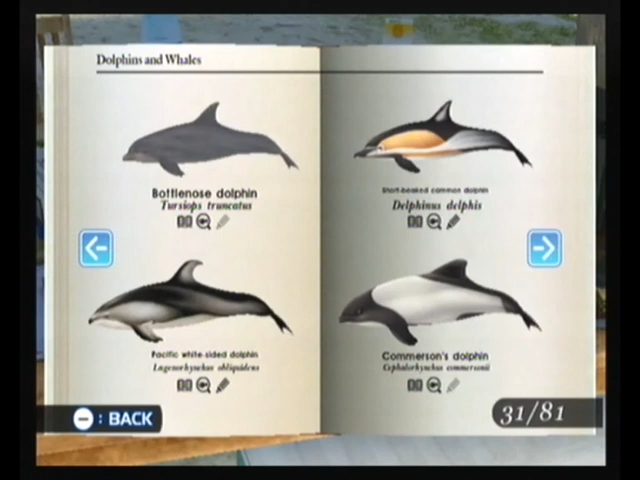 Dolphins and Whales
Bottlenose dolphin
Tursiops truncatus
Short-beaked common dolphin
Delphinus delphis
Pacific white-sided dolphin
Lagenorhynchus obliquidens
Commerson's dolphin
Cephalorhynchus commersonii
− : BACK
31/81